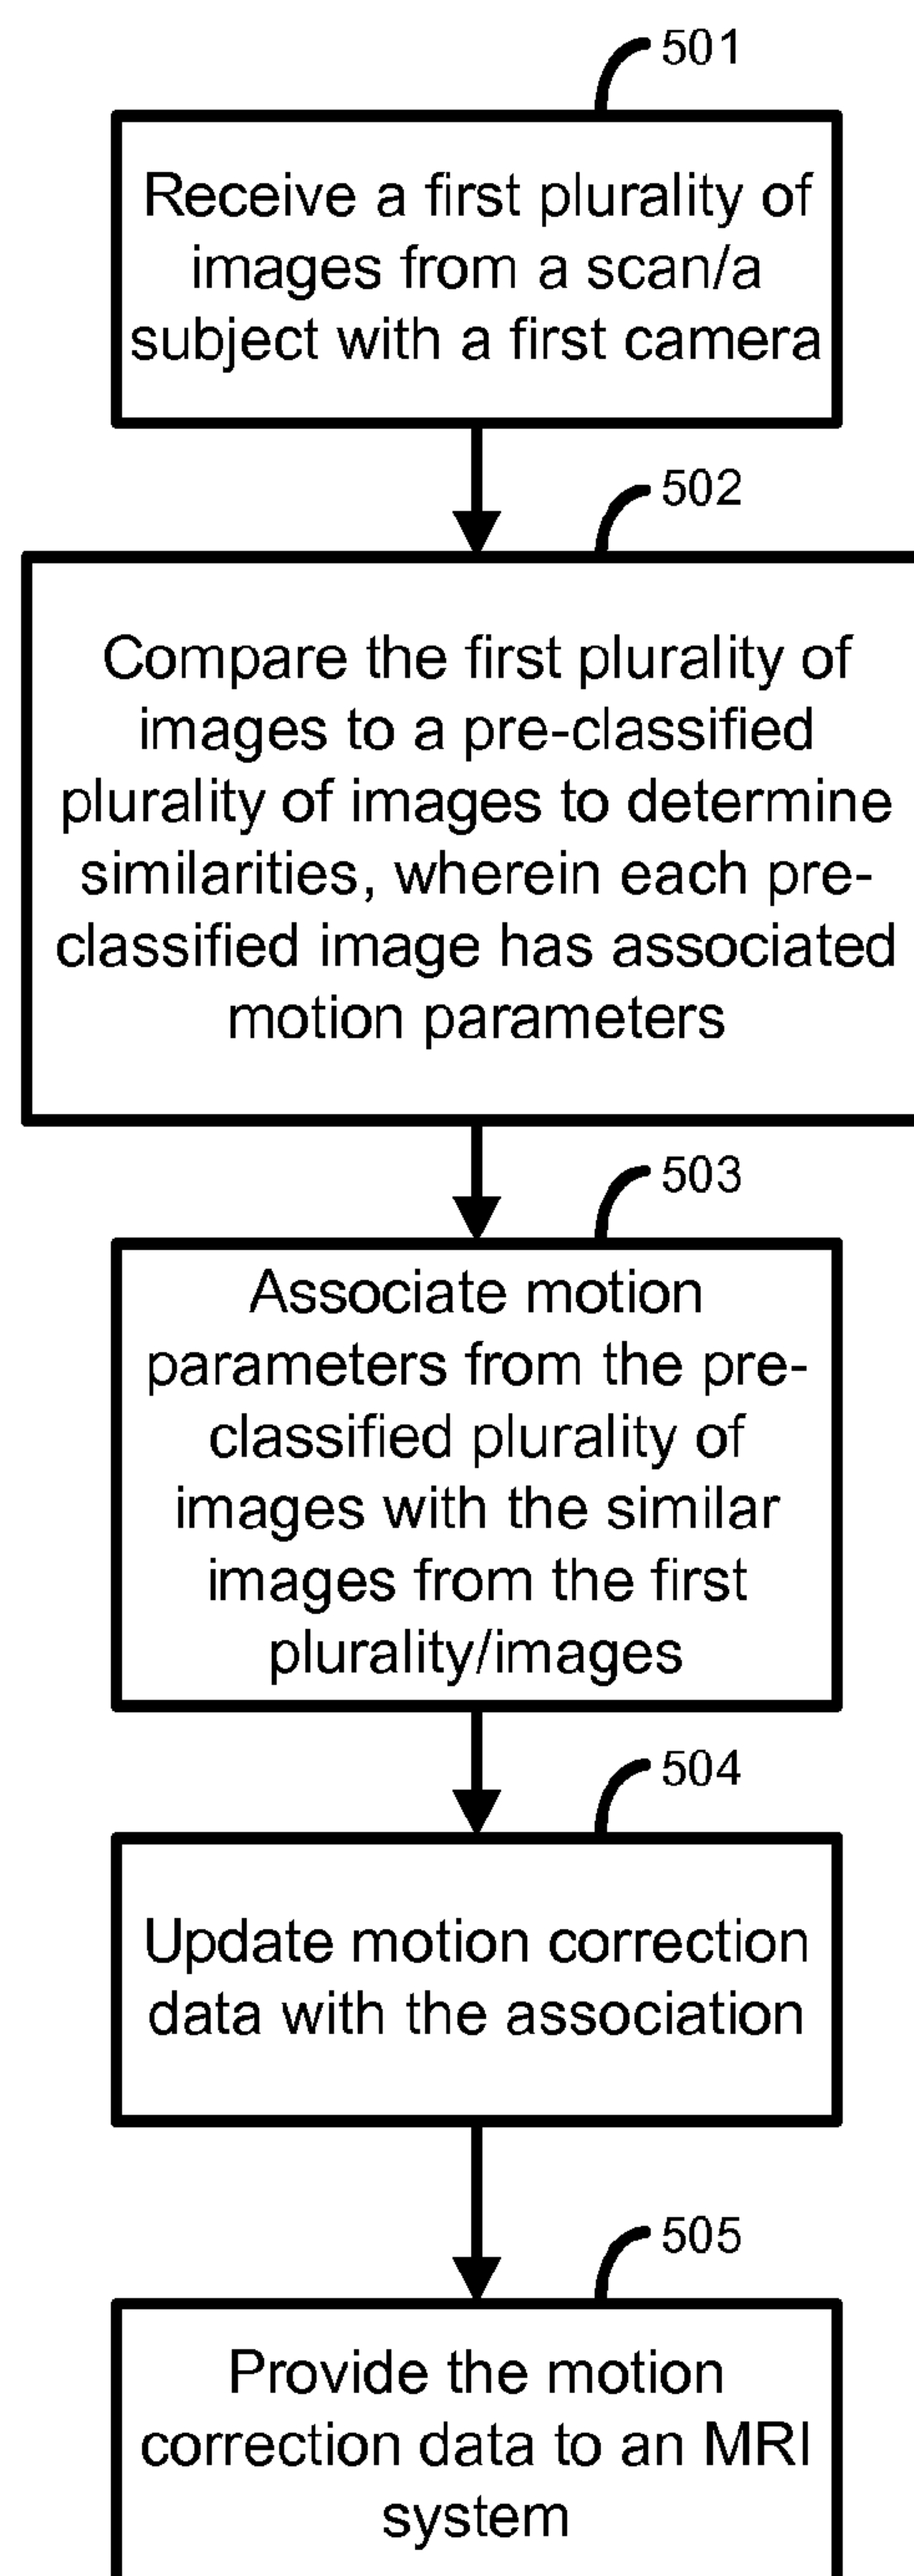 501
Receive a first plurality of
images from a scan/a
subject with a first camera
502
Compare the first plurality of
images to a pre-classified
plurality of images to determine
similarities, wherein each pre-
classified image has associated
motion parameters
503
Associate motion
parameters from the pre-
classified plurality of
images with the similar
images from the first
plurality/images
504
Update motion correction
data with the association
505
Provide the motion
correction data to an MRI
system